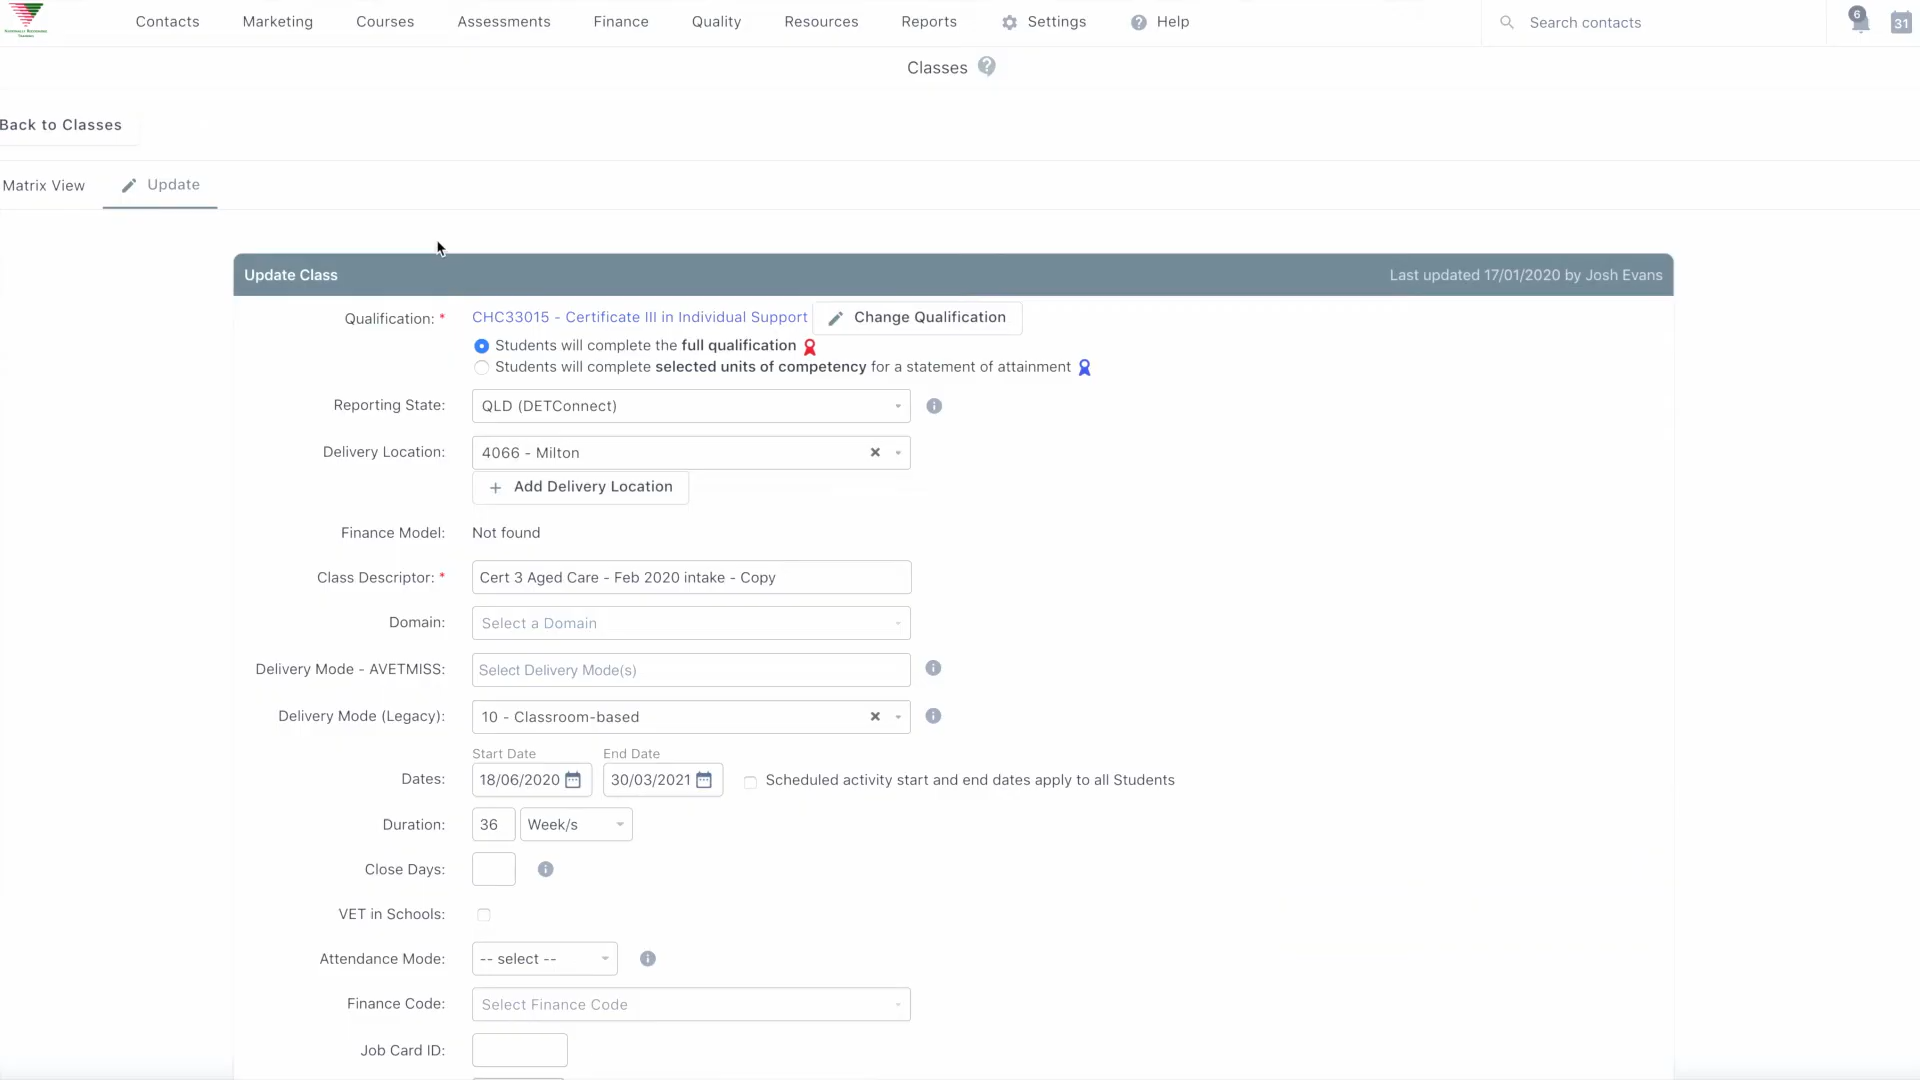 Contacts
Marketing
Courses
Assessments
Finance
Quality
Resources
Reports
Settings
Help
Search contacts
6
31
Classes
Back to Classes
Matrix View
Update
Update Class
Last updated 17/01/2020 by Josh Evans
Qualification: *
CHC33015 - Certificate III in Individual Support
Change Qualification
Students will complete the full qualification
Students will complete selected units of competency for a statement of attainment
Reporting State:
QLD (DETConnect)
Delivery Location:
4066 - Milton
Add Delivery Location
Finance Model:
Not found
Class Descriptor: *
Cert 3 Aged Care - Feb 2020 intake - Copy
Domain:
Select a Domain
Delivery Mode - AVETMISS:
Select Delivery Mode(s)
Delivery Mode (Legacy):
10 - Classroom-based
Start Date
End Date
Dates:
18/06/2020
30/03/2021
Scheduled activity start and end dates apply to all Students
Duration:
36
Week/s
Close Days:
VET in Schools:
Attendance Mode:
-- select --
Finance Code:
Select Finance Code
Job Card ID: